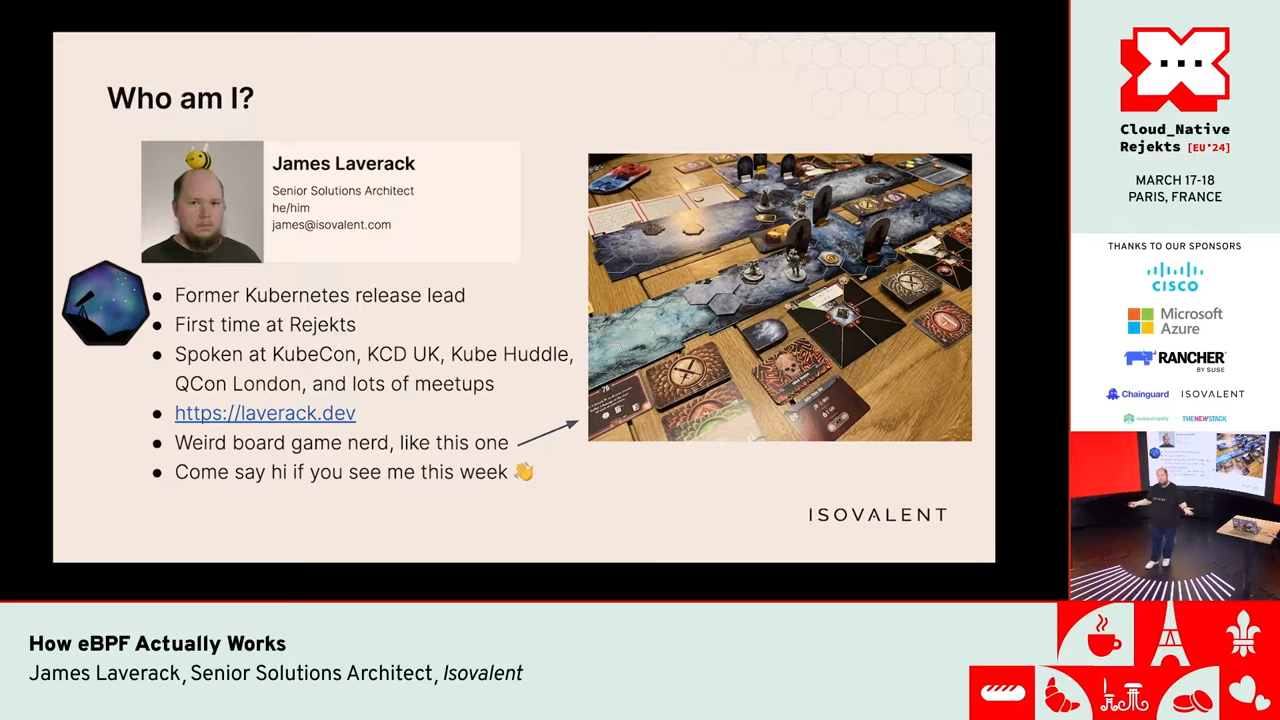 Who am I?
James Laverack
Senior Solutions Architect
he/him
james@isovalent.com
Former Kubernetes release lead
First time at Rejekts
Spoken at KubeCon, KCD UK, Kube Huddle,
QCon London, and lots of meetups
https://laverack.dev
Weird board game nerd, like this one
Come say hi if you see me this week 👋
ISOVALENT
Cloud_Native
Rejekts [EU'24]
MARCH 17-18
PARIS, FRANCE
THANKS TO OUR SPONSORS
CISCO
Microsoft
Azure
RANCHER
BY SUSE
Chainguard
ISOVALENT
THENEWSTACK
How eBPF Actually Works
James Laverack, Senior Solutions Architect, Isovalent